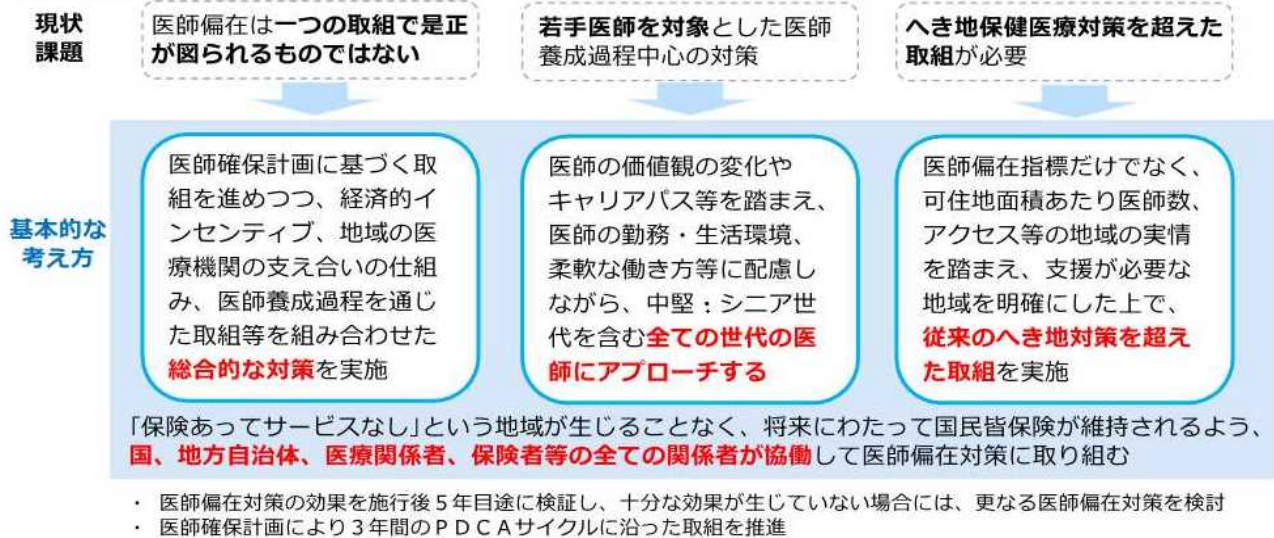 現状
課題
医師偏在は一つの取組で是正
が図られるものではない
若手医師を対象とした医師
養成過程中心の対策
へき地保健医療対策を超えた
取組が必要
基本的な
考え方
医師確保計画に基づく取
組を進めつつ、経済的イ
ンセンティブ、地域の医
療機関の支え合いの仕組
み、医師養成過程を通じ
た取組等を組み合わせた
総合的な対策を実施
医師の価値観の変化や
キャリアパス等を踏まえ、
医師の勤務・生活環境、
柔軟な働き方等に配慮し
ながら、中堅:シニア世
代を含む全ての世代の医
師にアプローチする
医師偏在指標だけでなく、
可住地面積あたり医師数、
アクセス等の地域の実情
を踏まえ、支援が必要な
地域を明確にした上で、
従来のへき地対策を超え
た取組を実施
「保険あってサービスなし」という地域が生じることなく、将来にわたって国民皆保険が維持されるよう、
国、地方自治体、医療関係者、保険者等の全ての関係者が協働して医師偏在対策に取り組む
・ 医師偏在対策の効果を施行後5年目途に検証し、十分な効果が生じていない場合には、更なる医師偏在対策を検討
・ 医師確保計画により3年間のPDCAサイクルに沿った取組を推進